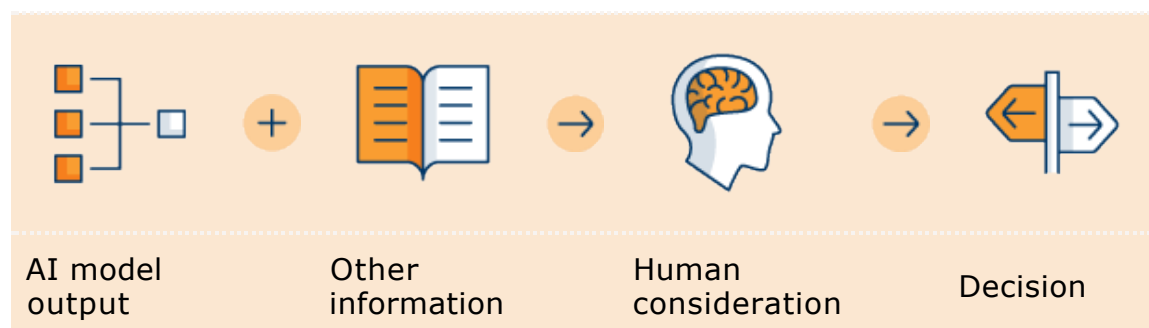 AI model
output
Other
information
Human
consideration
Decision